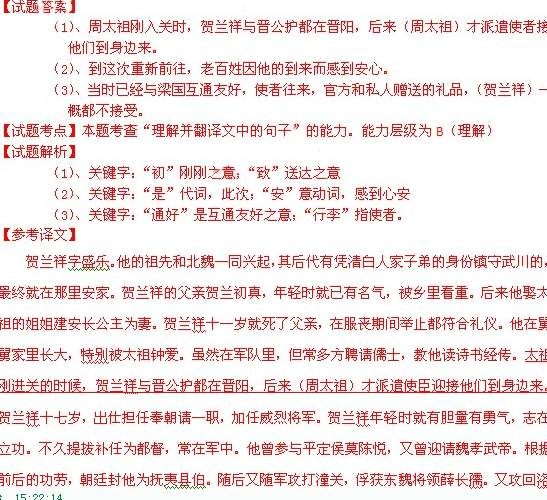 【试题答案】
（1）、周太祖刚入关时，贺兰祥与晋公护都在晋阳，后来（周太祖）才派遣使者接
他们到身边来。
（2）、到这次重新前往，老百姓因他的到来而感到安心。
（3）、当时已经与梁国互通友好，使者往来，官方和私人赠送的礼品，（贺兰祥）一
概都不接受。
【试题考点】本题考查“理解并翻译文中的句子”的能力。能力层级为 B（理解）
【试题解析】
（1）、关键字：“初”刚刚之意；“致”送达之意
（2）、关键字：“是”代词，此次；“安”意动词，感到心安
（3）、关键字：“通好”是互通友好之意；“行李”指使者。
【参考译文】
贺兰祥字盛乐。他的祖先和北魏一同兴起，其后代有凭清白人家子弟的身份镇守武川的，
最终就在那里安家。贺兰祥的父亲贺兰初真，年轻时就已有名气，被乡里看重。后来他娶太
祖的姐姐建安长公主为妻。贺兰祥十一岁就死了父亲，在服丧期间举止都符合礼仪。他在舅
舅家里长大，特别被太祖钟爱。虽然在军队里，但常多方聘请儒士，教他读诗书经传。太祖
刚进关的时候，贺兰祥与晋公护都在晋阳，后来（周太祖）才派遣使臣迎接他们到身边来。
贺兰祥十七岁，出仕担任奉朝请一职，加任威烈将军。贺兰祥年轻时就有胆量有勇气，志在
立功。不久提拔补任为都督，常在军中。他曾参与平定侯莫陈悦，又曾迎请魏孝武帝。根据
前后的功劳，朝廷封他为抚夷县伯。随后又随军攻打潼关，俘获东魏将领薛长孺。又攻回洛
15:22:14